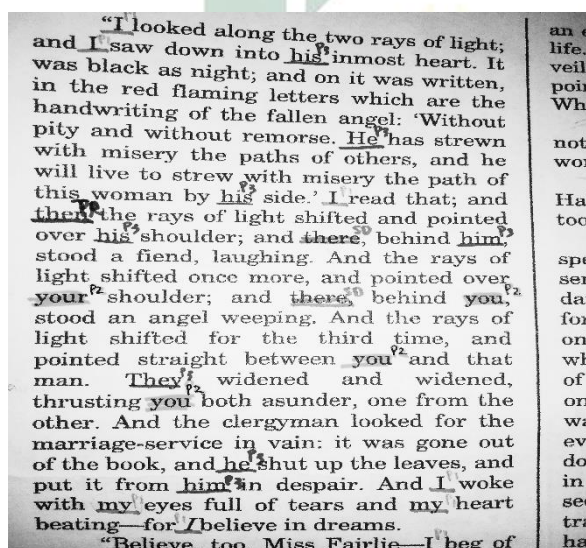 "I looked along the two rays of light;
and I saw down into his inmost heart. It
was black as night; and on it was written,
in the red flaming letters which are the
handwriting of the fallen angel: 'Without
pity and without remorse. He has strewn
with misery the paths of others, and he
will live to strew with misery the path of
this woman by his side.' I read that; and
then the rays of light shifted and pointed
over his shoulder; and there, behind him,
stood a fiend, laughing. And the rays of
light shifted once more, and pointed over
your shoulder; and there, behind you,
stood an angel weeping. And the rays of
light shifted for the third time, and
pointed straight between you and that
man. They widened and widened,
thrusting you both asunder, one from the
other. And the clergyman looked for the
marriage-service in vain: it was gone out
of the book, and he shut up the leaves, and
put it from him in despair. And I woke
with my eyes full of tears and my heart
beating—for I believe in dreams.
"Believe, too, Miss Fairlie—I beg of